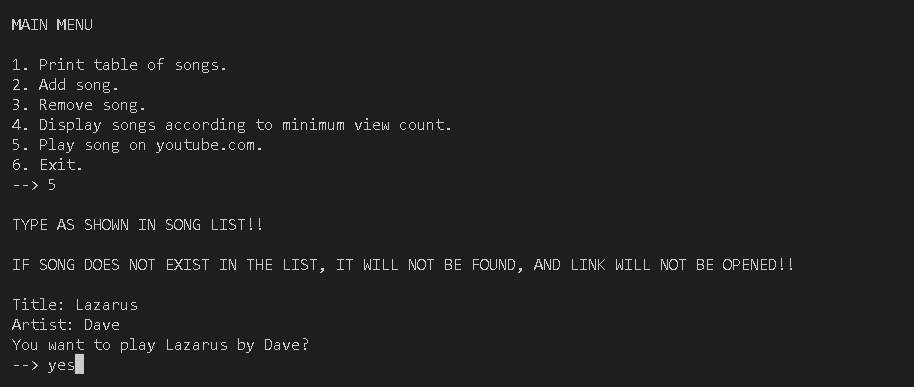 MAIN MENU
1. Print table of songs.
2. Add song.
3. Remove song.
4. Display songs according to minimum view count.
5. Play song on youtube.com.
6. Exit.
--> 5
TYPE AS SHOWN IN SONG LIST!!
IF SONG DOES NOT EXIST IN THE LIST, IT WILL NOT BE FOUND, AND LINK WILL NOT BE OPENED!!
Title: Lazarus
Artist: Dave
You want to play Lazarus by Dave?
--> yes